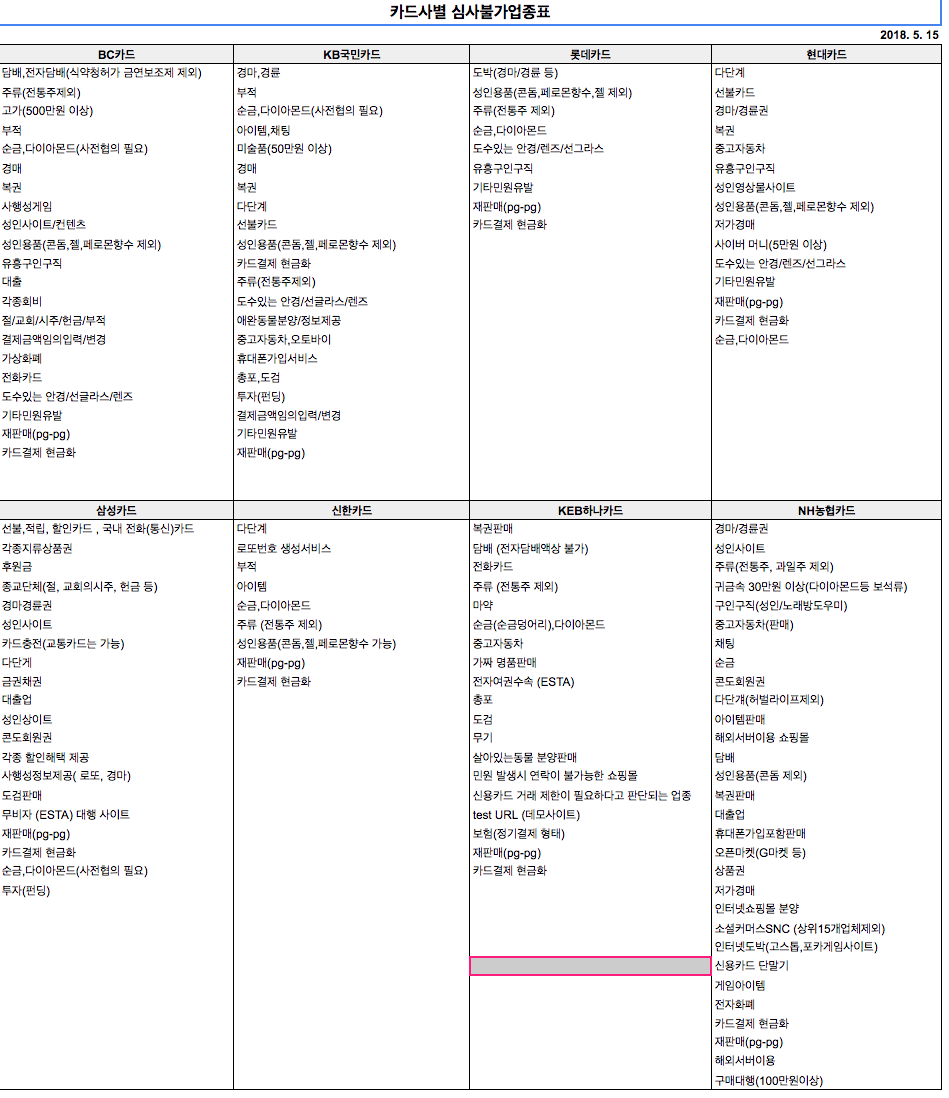 카드사별 심사불가업종표
2018. 5. 15
BC카드
담배,전자담배(식약청허가 금연보조제 제외)
주류(전통주제외)
고가(500만원 이상)
부적
순금,다이아몬드(사전협의 필요)
경매
복권
사행성게임
성인사이트/컨텐츠
성인용품(콘돔,젤,페로몬향수 제외)
유흥구인구직
대출
각종회비
절/교회/시주/헌금/부적
결제금액임의입력/변경
가상화폐
전화카드
도수있는 안경/선글라스/렌즈
기타민원유발
재판매(pg-pg)
카드결제 현금화
KB국민카드
경마,경륜
부적
순금,다이아몬드(사전협의 필요)
아이템,채팅
미술품(50만원 이상)
경매
복권
다단계
선불카드
성인용품(콘돔,젤,페로몬향수 제외)
카드결제 현금화
주류(전통주제외)
도수있는 안경/선글라스/렌즈
애완동물분양/정보제공
중고자동차,오토바이
휴대폰가입서비스
총포,도검
투자(펀딩)
결제금액임의입력/변경
기타민원유발
재판매(pg-pg)
롯데카드
도박(경마/경륜 등)
성인용품(콘돔,페로몬향수,젤 제외)
주류(전통주 제외)
순금,다이아몬드
도수있는 안경/렌즈/선그라스
유흥구인구직
기타민원유발
재판매(pg-pg)
카드결제 현금화
현대카드
다단계
선불카드
경마/경륜권
복권
중고자동차
유흥구인구직
성인영상물사이트
성인용품(콘돔,젤,페로몬향수 제외)
저가경매
사이버 머니(5만원 이상)
도수있는 안경/렌즈/선그라스
기타민원유발
재판매(pg-pg)
카드결제 현금화
순금,다이아몬드
삼성카드
선불,적립, 할인카드 , 국내 전화(통신)카드
각종지류상품권
후원금
종교단체(절, 교회의시주, 헌금 등)
경마경륜권
성인사이트
카드충전(교통카드는 가능)
다단게
금권채권
대출업
성인상이트
콘도회원권
각종 할인해택 제공
사행성정보제공( 로또, 경마)
도검판매
무비자 (ESTA) 대행 사이트
재판매(pg-pg)
카드결제 현금화
순금,다이아몬드(사전협의 필요)
투자(펀딩)
신한카드
다단계
로또번호 생성서비스
부적
아이템
순금,다이아몬드
주류 (전통주 제외)
성인용품(콘돔,젤,페로몬향수 가능)
재판매(pg-pg)
카드결제 현금화
KEB하나카드
복권판매
담배 (전자담배액상 불가)
전화카드
주류 (전통주 제외)
마약
순금(순금덩어리),다이아몬드
중고자동차
가짜 명품판매
전자여권수속 (ESTA)
총포
도검
무기
살아있는동물 분양판매
민원 발생시 연락이 불가능한 쇼핑몰
신용카드 거래 제한이 필요하다고 판단되는 업종
test URL (데모사이트)
보험(정기결제 형태)
재판매(pg-pg)
카드결제 현금화
NH농협카드
경마/경륜권
성인사이트
주류(전통주, 과일주 제외)
귀금속 30만원 이상(다이아몬드등 보석류)
구인구직(성인/노래방도우미)
중고자동차(판매)
채팅
순금
콘도회원권
다단걔(허벌라이프제외)
아이템판매
해외서버이용 쇼핑몰
담배
성인용품(콘돔 제외)
복권판매
대출업
휴대폰가입포함판매
오픈마켓(G마켓 등)
상품권
저가경매
인터넷쇼핑몰 분양
소셜커머스SNC (상위15개업체제외)
인터넷도박(고스톱,포카게임사이트)
신용카드 단말기
게임아이템
전자화폐
카드결제 현금화
재판매(pg-pg)
해외서버이용
구매대행(100만원이상)